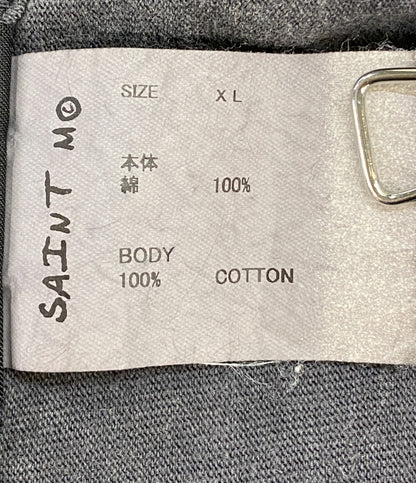 SAINT M©
SIZE XL
本体
綿 100%
BODY
100% COTTON